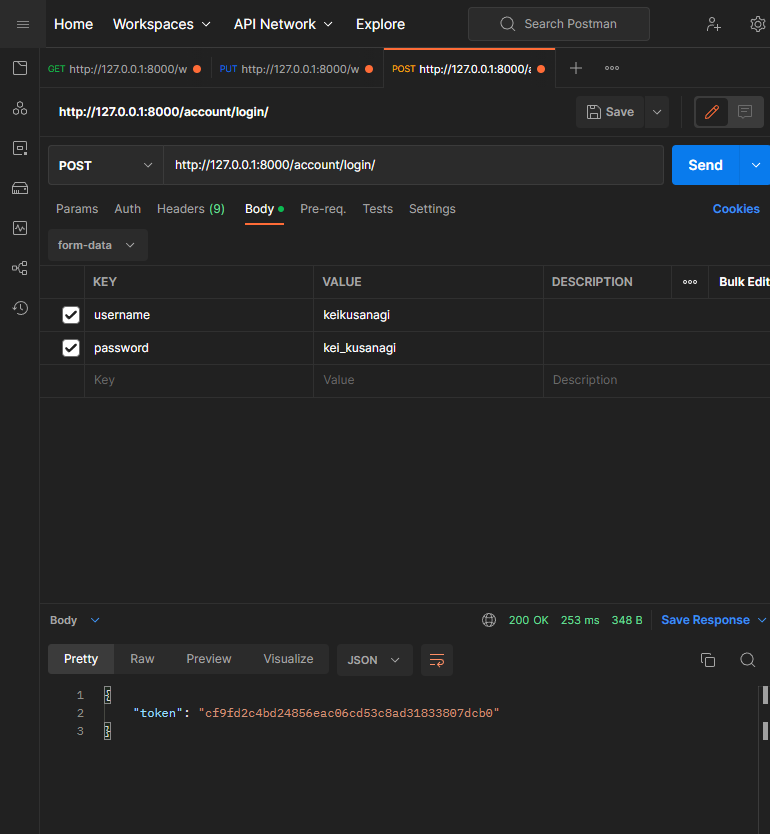 Home Workspaces API Network Explore Search Postman
GET http://127.0.0.1:8000/w PUT http://127.0.0.1:8000/w POST http://127.0.0.1:8000/a
http://127.0.0.1:8000/account/login/ Save
POST http://127.0.0.1:8000/account/login/ Send
Params Auth Headers (9) Body Pre-req. Tests Settings Cookies
form-data
KEY VALUE DESCRIPTION Bulk Edit
username keikusanagi
password kei_kusanagi
Key Value Description
Body 200 OK 253 ms 348 B Save Response
Pretty Raw Preview Visualize JSON
1 {
2 "token": "cf9fd2c4bd24856eac06cd53c8ad31833807dcb0"
3 }